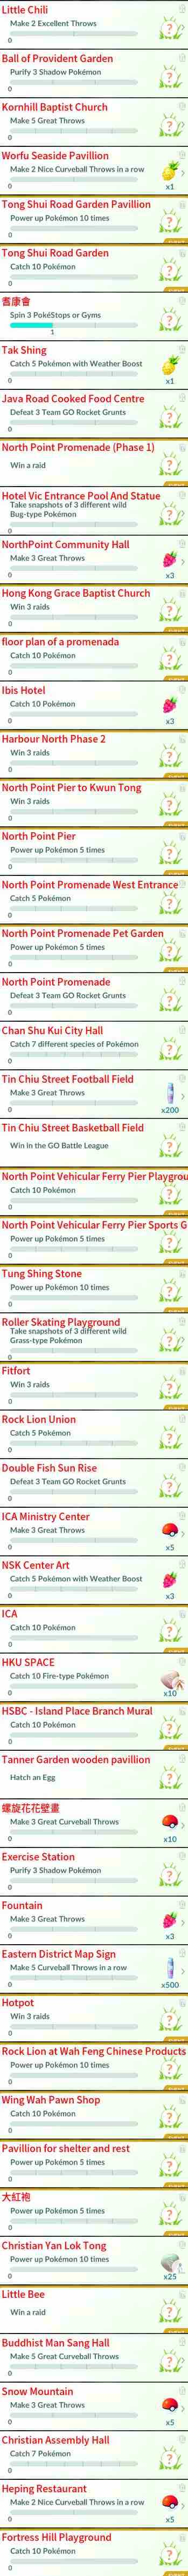 Little Chili
Make 2 Excellent Throws
0
Ball of Provident Garden
Purify 3 Shadow Pokémon
0
Kornhill Baptist Church
Make 5 Great Throws
0
Worfu Seaside Pavillion
Make 2 Nice Curveball Throws in a row
0
x1
Tong Shui Road Garden Pavillion
Power up Pokémon 10 times
0
Tong Shui Road Garden
Catch 10 Pokémon
0
耆康會
Spin 3 PokéStops or Gyms
1
Tak Shing
Catch 5 Pokémon with Weather Boost
0
x1
Java Road Cooked Food Centre
Defeat 3 Team GO Rocket Grunts
0
North Point Promenade (Phase 1)
Win a raid
Hotel Vic Entrance Pool And Statue
Take snapshots of 3 different wild
Bug-type Pokémon
0
NorthPoint Community Hall
Make 3 Great Throws
0
x3
Hong Kong Grace Baptist Church
Win 3 raids
0
floor plan of a promenada
Catch 10 Pokémon
0
Ibis Hotel
Catch 10 Pokémon
0
x3
Harbour North Phase 2
Win 3 raids
0
North Point Pier to Kwun Tong
Win 3 raids
0
North Point Pier
Power up Pokémon 5 times
0
North Point Promenade West Entrance
Catch 5 Pokémon
0
North Point Promenade Pet Garden
Power up Pokémon 5 times
0
North Point Promenade
Defeat 3 Team GO Rocket Grunts
0
Chan Shu Kui City Hall
Catch 7 different species of Pokémon
0
Tin Chiu Street Football Field
Make 3 Great Throws
0
x200
Tin Chiu Street Basketball Field
Win in the GO Battle League
North Point Vehicular Ferry Pier Playgrou
Catch 10 Pokémon
0
North Point Vehicular Ferry Pier Sports G
Power up Pokémon 5 times
0
Tung Shing Stone
Power up Pokémon 10 times
0
Roller Skating Playground
Take snapshots of 3 different wild
Grass-type Pokémon
0
Fitfort
Win 3 raids
0
Rock Lion Union
Catch 5 Pokémon
0
Double Fish Sun Rise
Defeat 3 Team GO Rocket Grunts
0
ICA Ministry Center
Make 3 Great Throws
0
x5
NSK Center Art
Catch 5 Pokémon with Weather Boost
0
x3
ICA
Catch 10 Pokémon
0
HKU SPACE
Catch 10 Fire-type Pokémon
0
x10
HSBC - Island Place Branch Mural
Catch 10 Pokémon
0
Tanner Garden wooden pavillion
Hatch an Egg
螺旋花花壁畫
Make 3 Great Curveball Throws
0
x10
Exercise Station
Purify 3 Shadow Pokémon
0
Fountain
Make 3 Great Throws
0
x3
Eastern District Map Sign
Make 5 Curveball Throws in a row
0
x500
Hotpot
Win 3 raids
0
Rock Lion at Wah Feng Chinese Products
Power up Pokémon 10 times
0
Wing Wah Pawn Shop
Catch 10 Pokémon
0
Pavillion for shelter and rest
Power up Pokémon 5 times
0
大紅袍
Power up Pokémon 5 times
0
Christian Yan Lok Tong
Power up Pokémon 10 times
0
x25
Little Bee
Win a raid
Buddhist Man Sang Hall
Make 5 Great Curveball Throws
0
Snow Mountain
Make 3 Great Throws
0
x5
Christian Assembly Hall
Catch 7 Pokémon
0
Heping Restaurant
Make 2 Nice Curveball Throws in a row
0
x5
Fortress Hill Playground
Catch 10 Pokémon
0